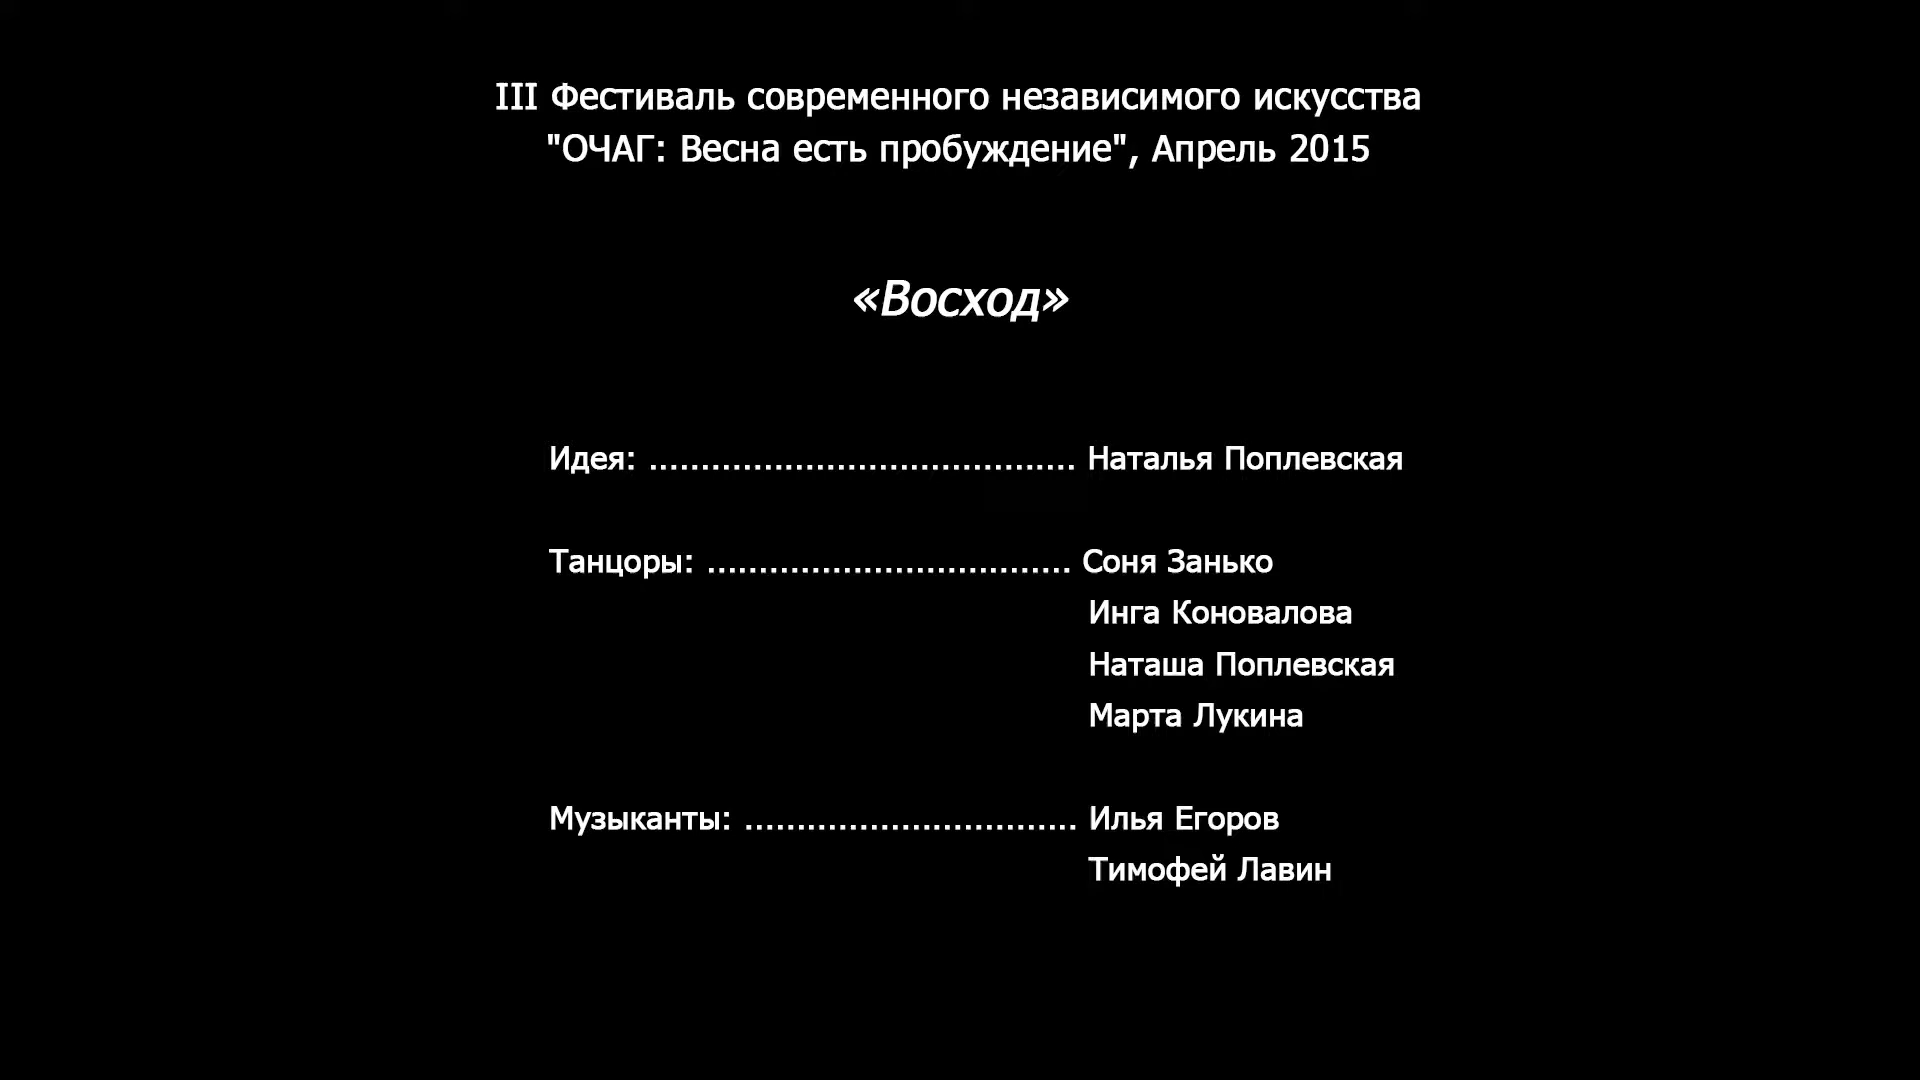 III Фестиваль современного независимого искусства
"ОЧАГ: Весна есть пробуждение", Апрель 2015
«Восход»
Идея: ......................................... Наталья Поплевская
Танцоры: ................................... Соня Занько
Инга Коновалова
Наташа Поплевская
Марта Лукина
Музыканты: ................................ Илья Егоров
Тимофей Лавин